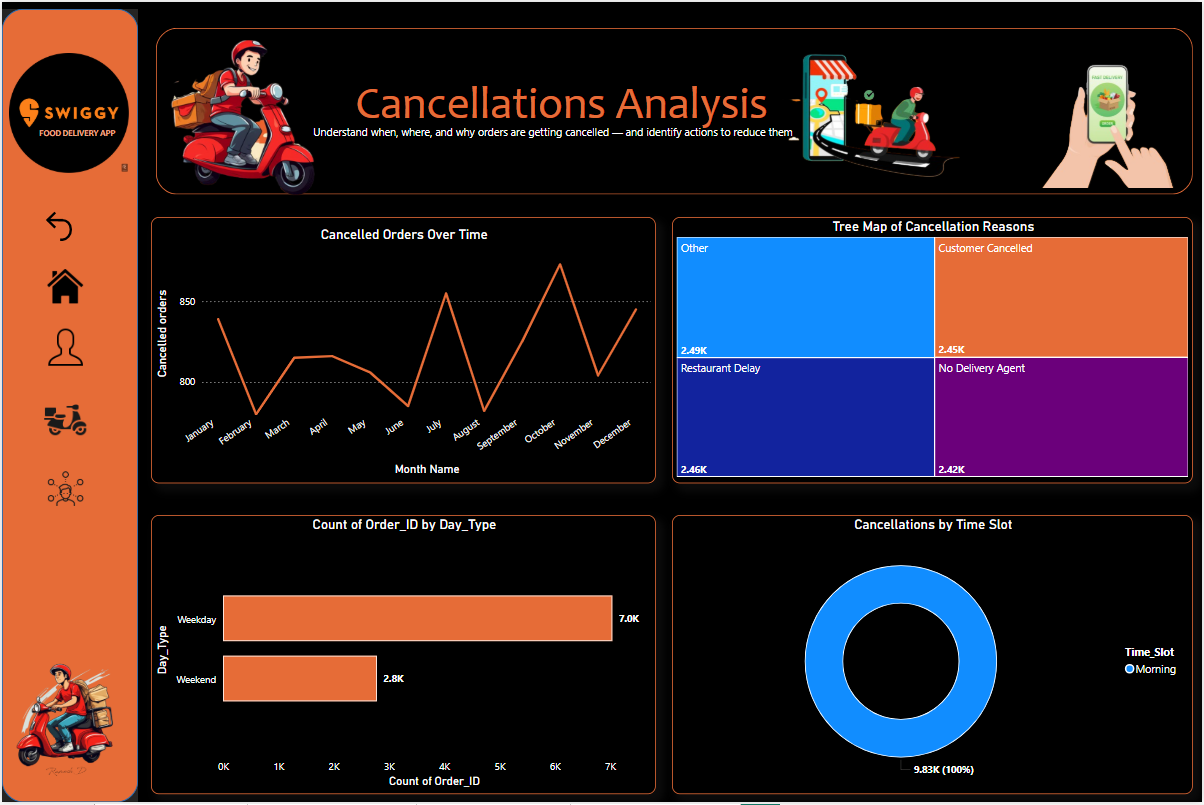 SWIGGY
FOOD DELIVERY APP
Cancellations Analysis
Understand when, where, and why orders are getting cancelled — and identify actions to reduce them
FAST DELIVERY
Cancelled Orders Over Time
Cancelled orders
850
800
January
February
March
April
May
June
July
August
September
October
November
December
Month Name
Tree Map of Cancellation Reasons
Other
2.49K
Customer Cancelled
2.45K
Restaurant Delay
2.46K
No Delivery Agent
2.42K
Count of Order_ID by Day_Type
Day_Type
Weekday
7.0K
Weekend
2.8K
0K
1K
2K
3K
4K
5K
6K
7K
Count of Order_ID
Cancellations by Time Slot
Time_Slot
Morning
9.83K (100%)